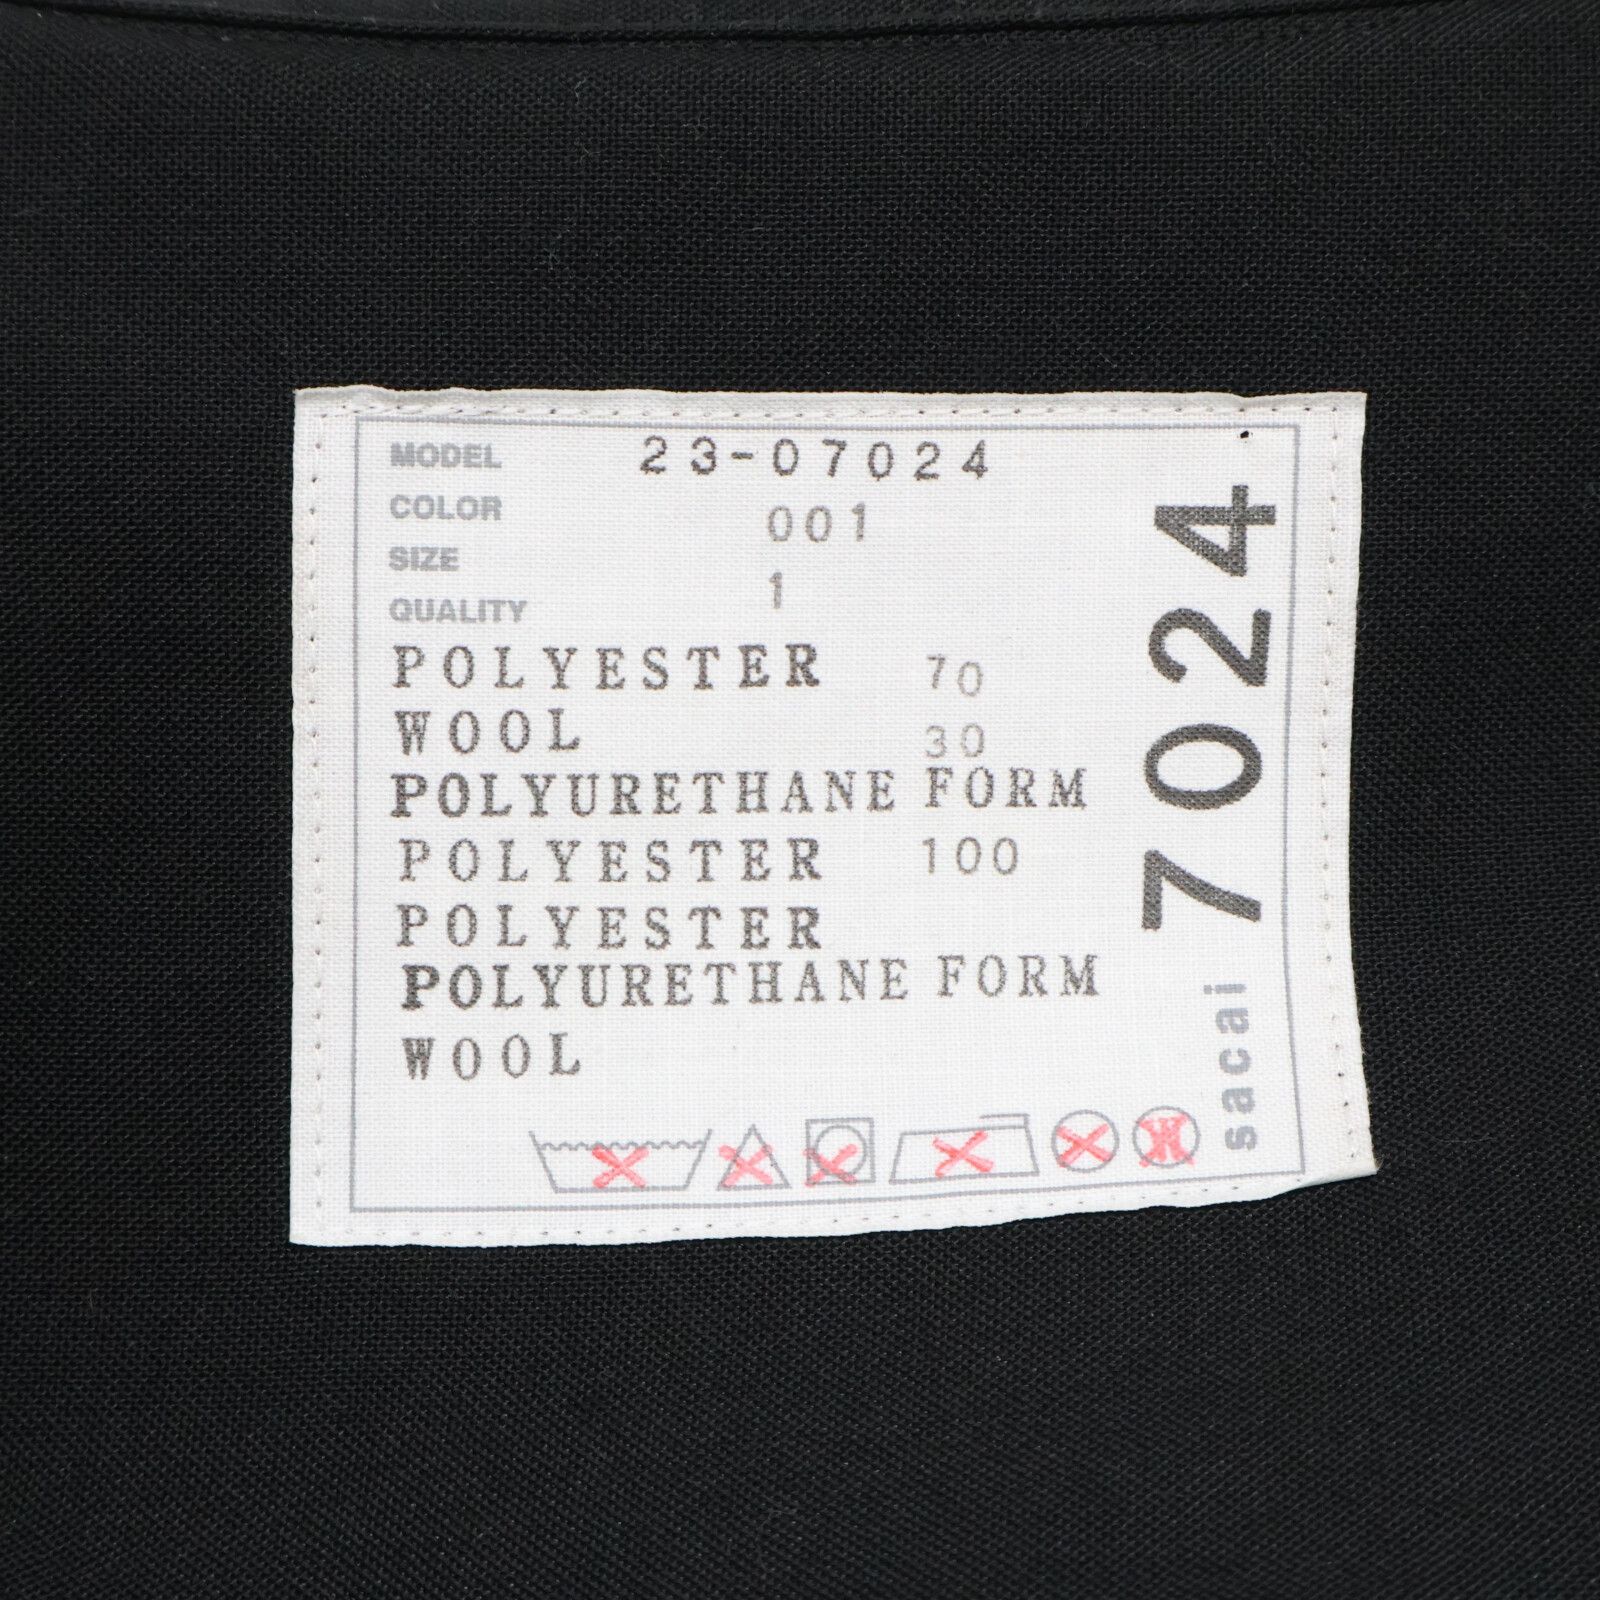 MODEL 23-07024
COLOR 001
SIZE 1
QUALITY
POLYESTER 70
WOOL 30
POLYURETHANE FORM
POLYESTER 100
POLYESTER
POLYURETHANE FORM
WOOL
W
sacai 7024